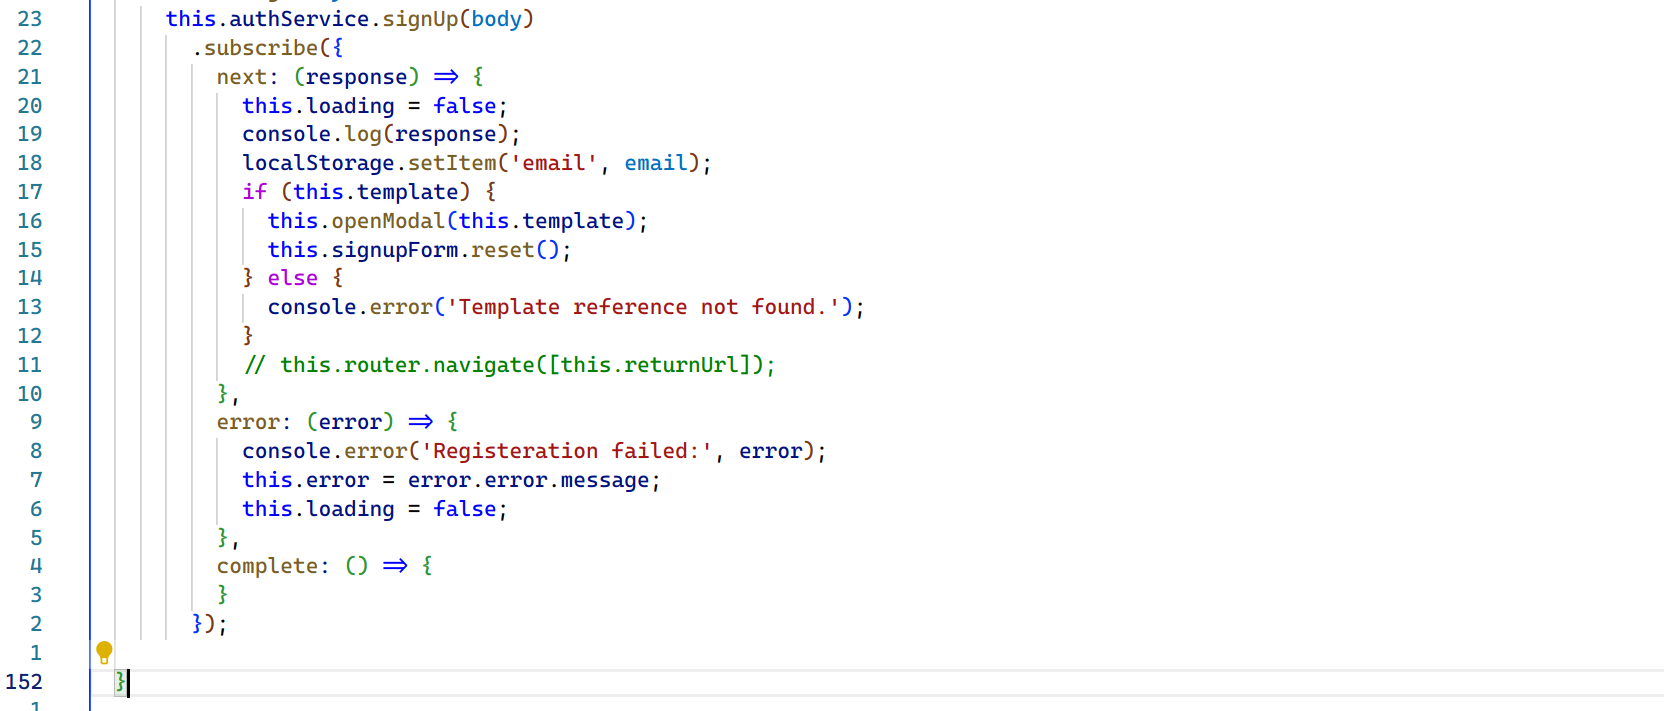 23 this.authService.signUp(body)
22 .subscribe({
21 next: (response) => {
20 this.loading = false;
19 console.log(response);
18 localStorage.setItem('email', email);
17 if (this.template) {
16 this.openModal(this.template);
15 this.signupForm.reset();
14 } else {
13 console.error('Template reference not found.');
12 }
11 // this.router.navigate([this.returnUrl]);
10 },
9 error: (error) => {
8 console.error('Registeration failed:', error);
7 this.error = error.error.message;
6 this.loading = false;
5 },
4 complete: () => {
3 }
2 });
1
152 }
1